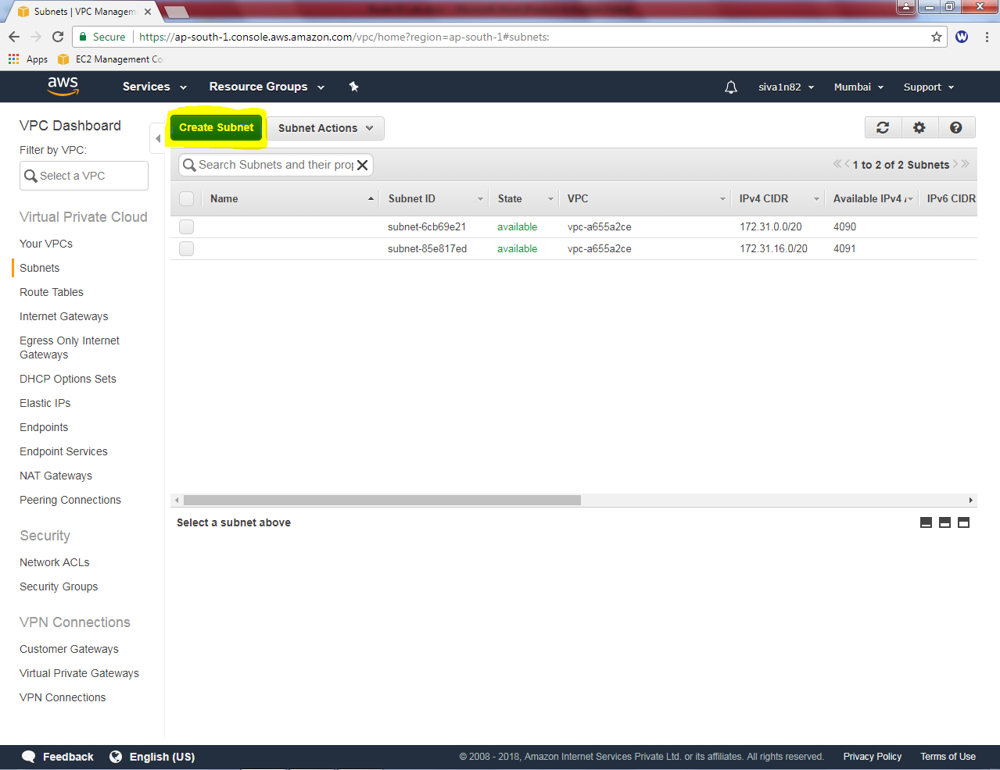 Subnets | VPC Managem
Secure
https://ap-south-1.console.aws.amazon.com/vpc/home?region=ap-south-1#subnets:
Apps
EC2 Management Co
aws
Services
Resource Groups
siva1n82
Mumbai
Support
VPC Dashboard
Filter by VPC:
Select a VPC
Virtual Private Cloud
Your VPCs
Subnets
Route Tables
Internet Gateways
Egress Only Internet
Gateways
DHCP Options Sets
Elastic IPs
Endpoints
Endpoint Services
NAT Gateways
Peering Connections
Security
Network ACLs
Security Groups
VPN Connections
Customer Gateways
Virtual Private Gateways
VPN Connections
Create Subnet
Subnet Actions
Search Subnets and their prop
1 to 2 of 2 Subnets
Name Subnet ID State VPC IPv4 CIDR Available IPv4 IPv6 CIDR
subnet-6cb69e21 available vpc-a655a2ce 172.31.0.0/20 4090
subnet-85e817ed available vpc-a655a2ce 172.31.16.0/20 4091
Select a subnet above
Feedback
English (US)
© 2008 - 2018, Amazon Internet Services Private Ltd. or its affiliates. All rights reserved.
Privacy Policy
Terms of Use